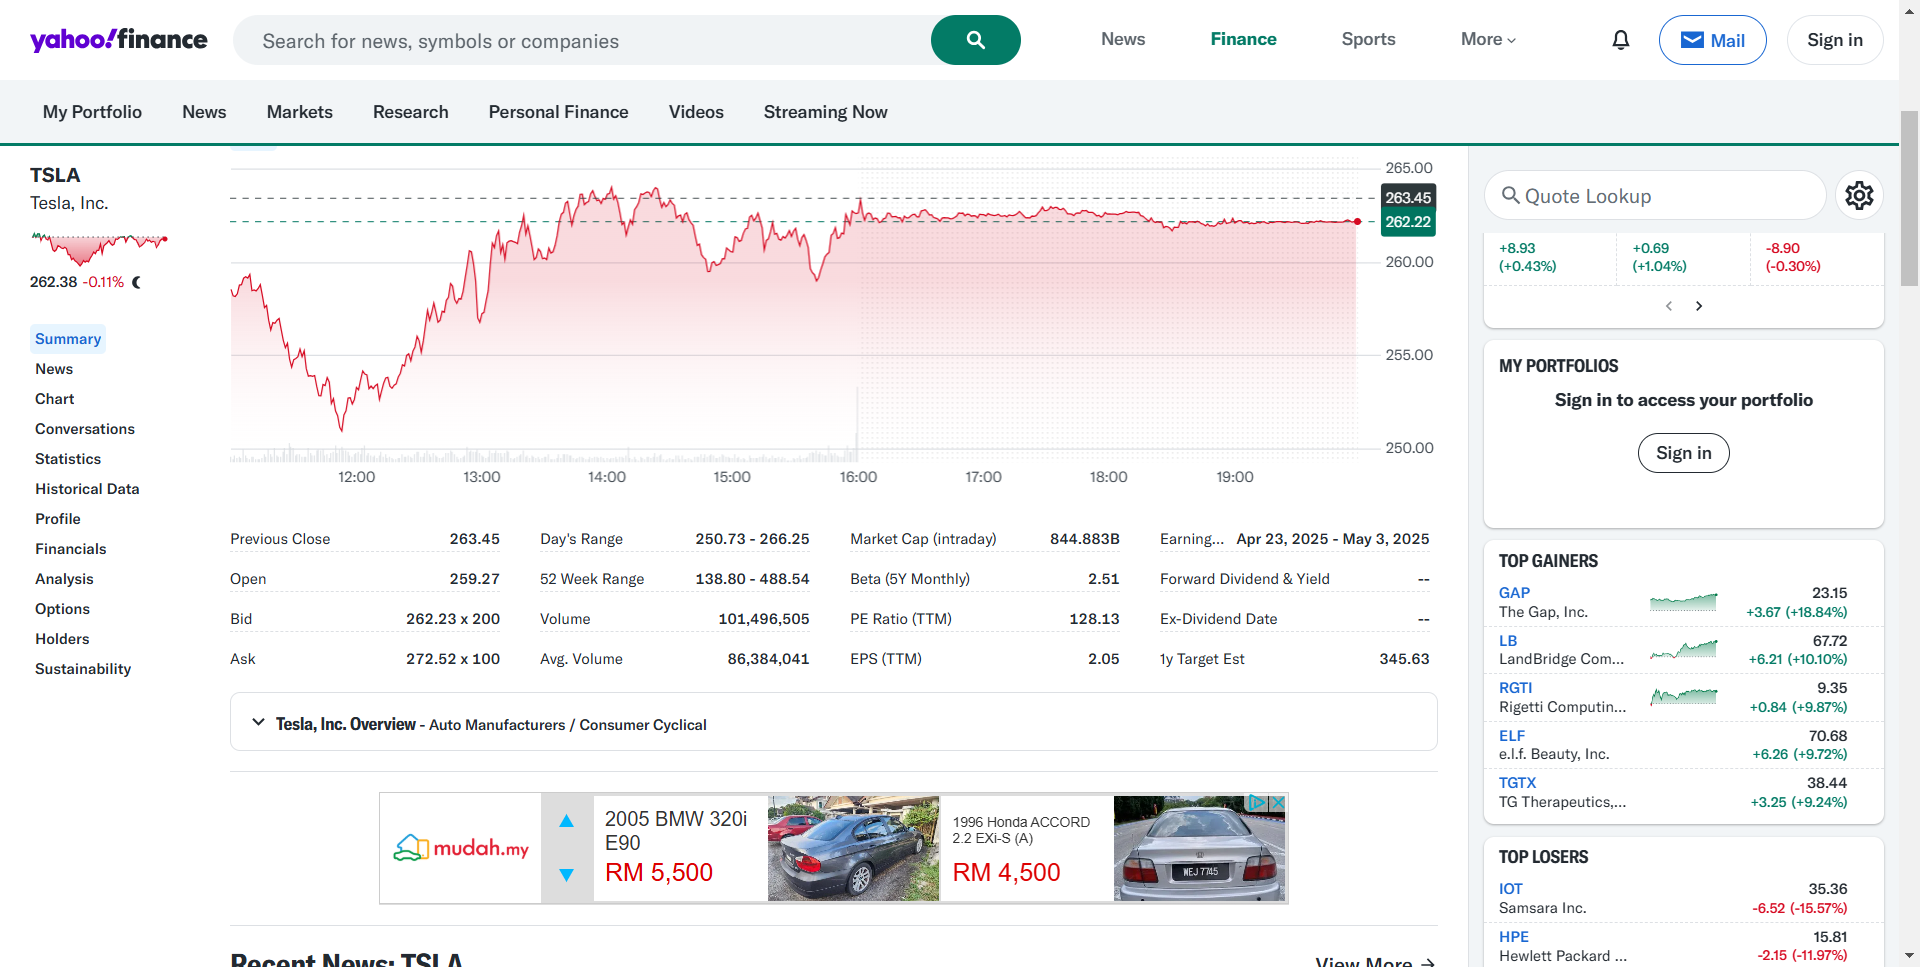 yahoo!finance
Search for news, symbols or companies
News
Finance
Sports
More
Mail
Sign in
My Portfolio
News
Markets
Research
Personal Finance
Videos
Streaming Now
TSLA
Tesla, Inc.
262.38 -0.11%
Summary
News
Chart
Conversations
Statistics
Historical Data
Profile
Financials
Analysis
Options
Holders
Sustainability
265.00
263.45
262.22
260.00
255.00
250.00
12:00 13:00 14:00 15:00 16:00 17:00 18:00 19:00
Previous Close 263.45
Open 259.27
Bid 262.23 x 200
Ask 272.52 x 100
Day's Range 250.73 - 266.25
52 Week Range 138.80 - 488.54
Volume 101,496,505
Avg. Volume 86,384,041
Market Cap (intraday) 844.883B
Beta (5Y Monthly) 2.51
PE Ratio (TTM) 128.13
EPS (TTM) 2.05
Earning... Apr 23, 2025 - May 3, 2025
Forward Dividend & Yield --
Ex-Dividend Date --
1y Target Est 345.63
Tesla, Inc. Overview - Auto Manufacturers / Consumer Cyclical
mudah.my
2005 BMW 320i
E90
RM 5,500
1996 Honda ACCORD
2.2 EXi-S (A)
RM 4,500
WEJ 7745
Recent News: TSLA
View More
Quote Lookup
+8.93
(+0.43%)
+0.69
(+1.04%)
-8.90
(-0.30%)
MY PORTFOLIOS
Sign in to access your portfolio
Sign in
TOP GAINERS
GAP 23.15
The Gap, Inc. +3.67 (+18.84%)
LB 67.72
LandBridge Com... +6.21 (+10.10%)
RGTI 9.35
Rigetti Computin... +0.84 (+9.87%)
ELF 70.68
e.l.f. Beauty, Inc. +6.26 (+9.72%)
TGTX 38.44
TG Therapeutics,... +3.25 (+9.24%)
TOP LOSERS
IOT 35.36
Samsara Inc. -6.52 (-15.57%)
HPE 15.81
Hewlett Packard ... -2.15 (-11.97%)